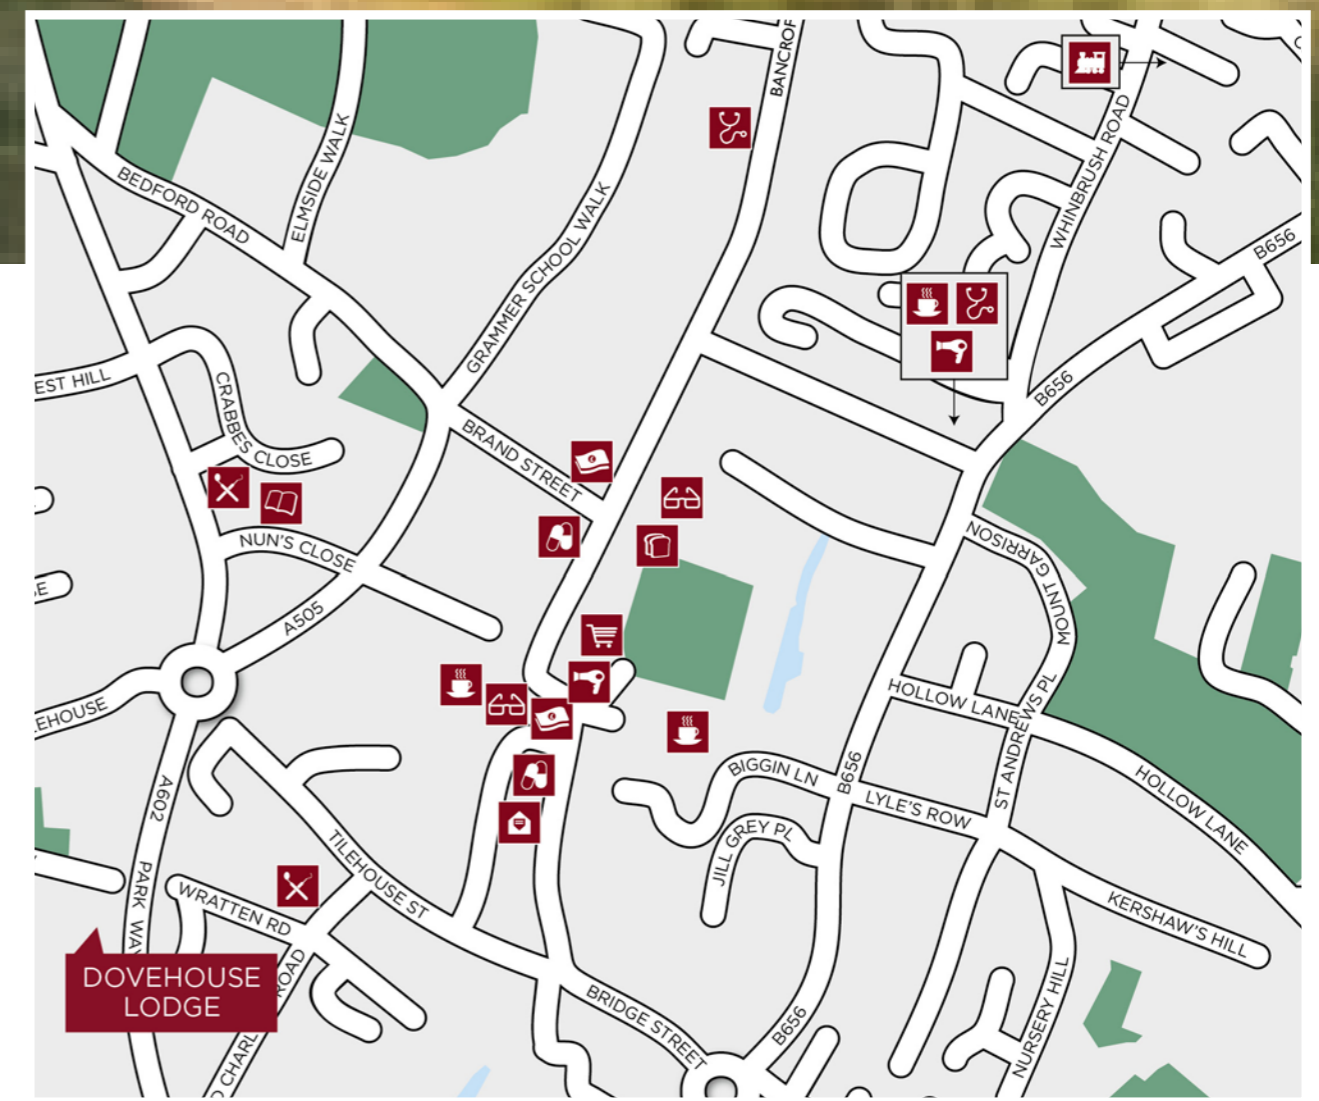 BANCROF
BEDFORD ROAD
ELMSIDE WALK
GRAMMER SCHOOL WALK
WHINBRUSH ROAD
B656
B656
EST HILL
CRABBES CLOSE
BRAND STREET
NUN'S CLOSE
A505
MOUNT GARRISON
EHOUSE
HOLLOW LANE
ST ANDREWS PL
HOLLOW LANE
A602
PARK WAY
BIGGIN LN
B656
LYLE'S ROW
JILL GREY PL
TILEHOUSE ST
WRATTEN RD
KERSHAW'S HILL
DOVEHOUSE
LODGE
ROAD
CHARL
BRIDGE STREET
B656
NURSERY HILL